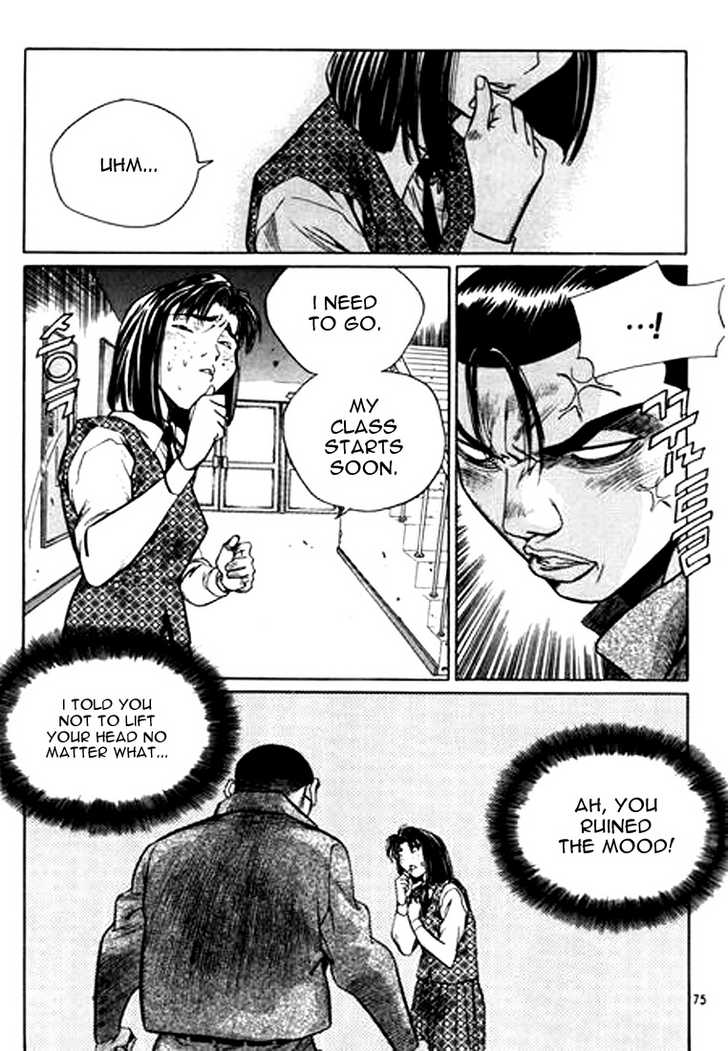 UHM...
I NEED
TO GO.
MY
CLASS
STARTS
SOON.
...!
I TOLD YOU
NOT TO LIFT
YOUR HEAD NO
MATTER WHAT...
AH, YOU
RUINED
THE MOOD!
75